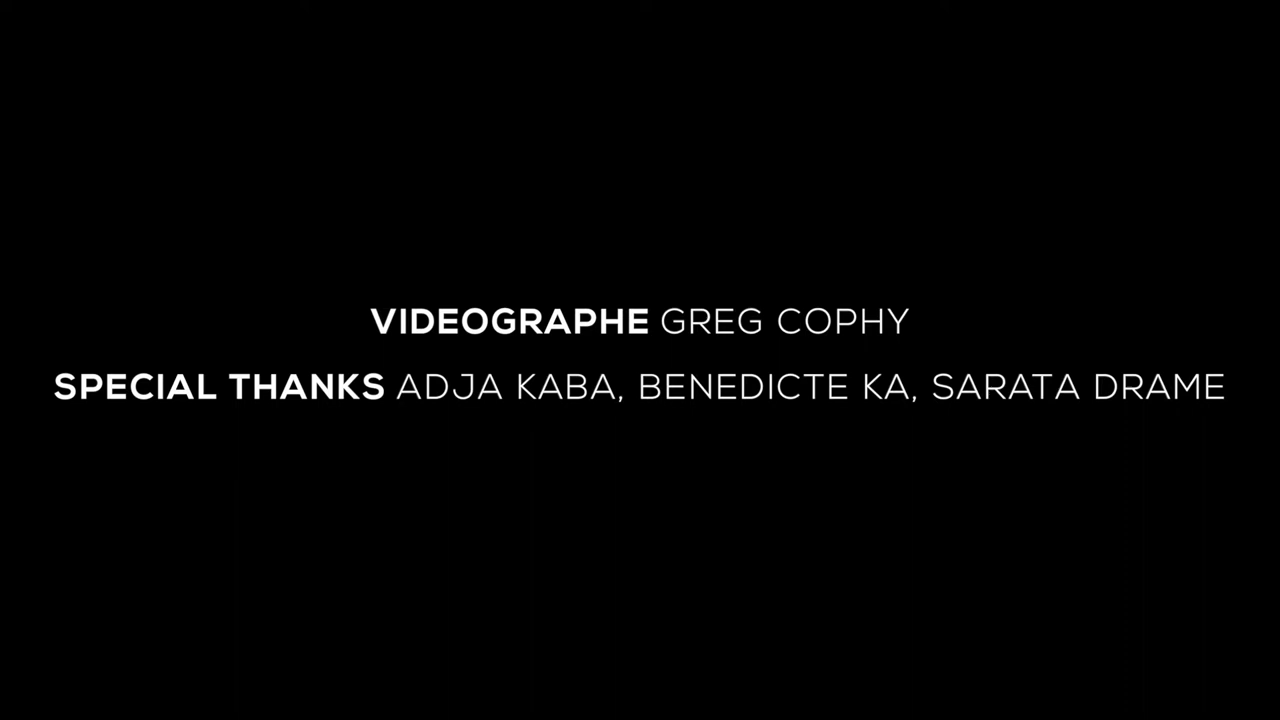 VIDEOGRAPHE GREG COPHY
SPECIAL THANKS ADJA KABA, BENEDICTE KA, SARATA DRAME